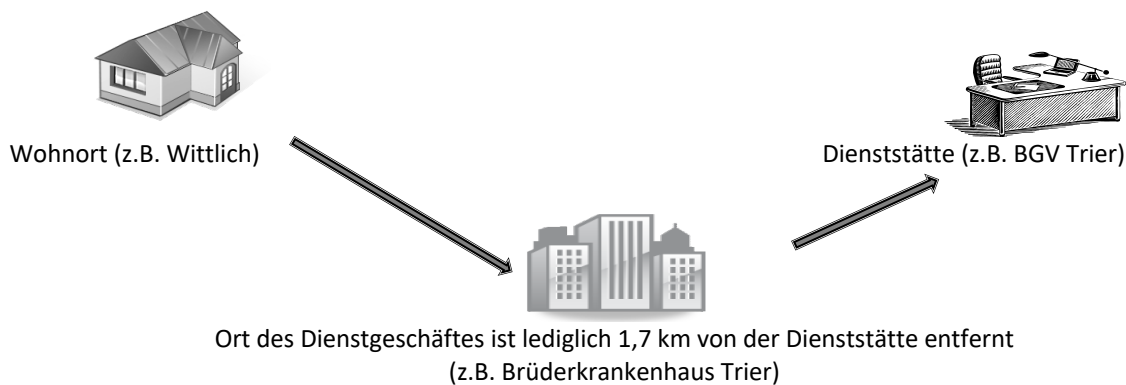 Wohnort (z.B. Wittlich)
Dienststätte (z.B. BGV Trier)
Ort des Dienstgeschäftes ist lediglich 1,7 km von der Dienststätte entfernt
(z.B. Brüderkrankenhaus Trier)